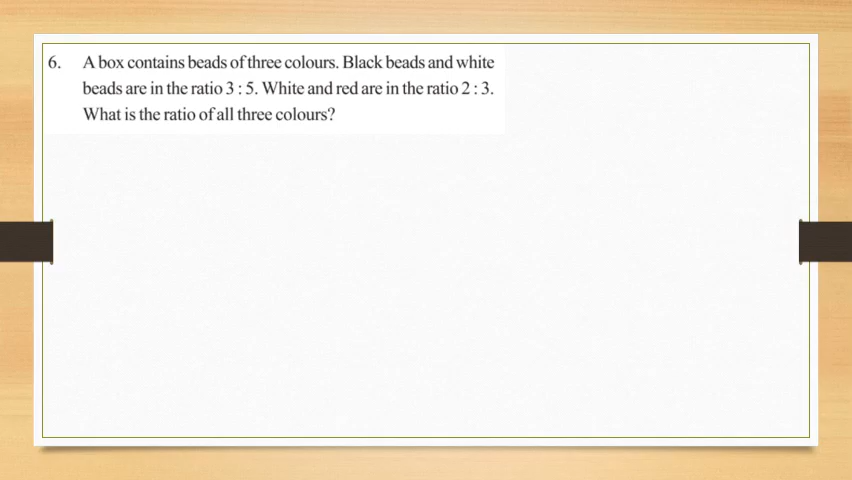 6. A box contains beads of three colours. Black beads and white
beads are in the ratio 3 : 5. White and red are in the ratio 2 : 3.
What is the ratio of all three colours?